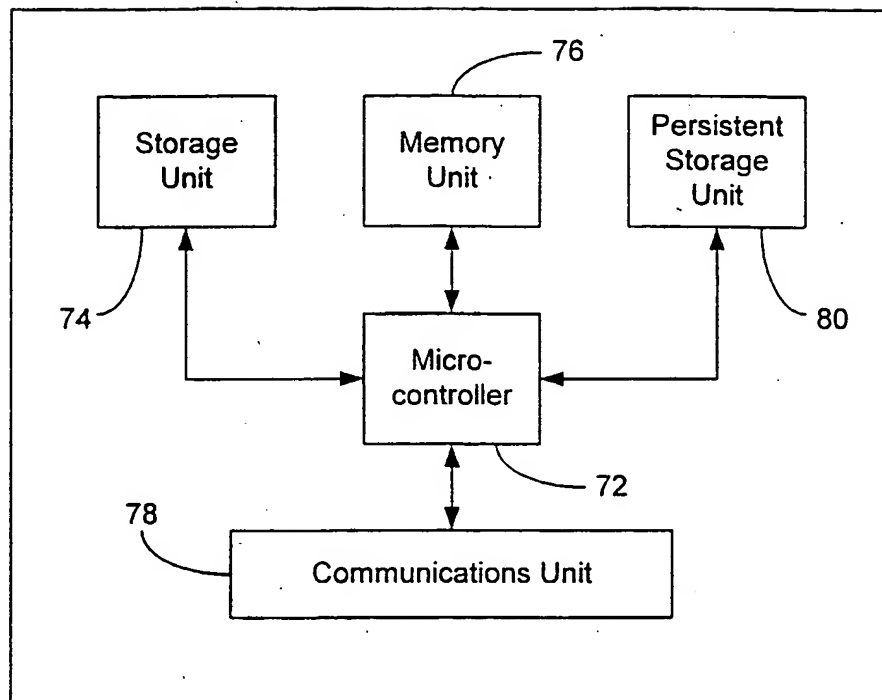 76
Storage
Unit
Memory
Unit
Persistent
Storage
Unit
74
80
Micro-
controller
72
78
Communications Unit